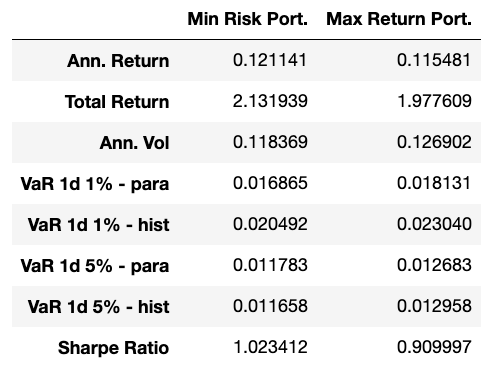 Min Risk Port. Max Return Port.
Ann. Return 0.121141 0.115481
Total Return 2.131939 1.977609
Ann. Vol 0.118369 0.126902
VaR 1d 1% - para 0.016865 0.018131
VaR 1d 1% - hist 0.020492 0.023040
VaR 1d 5% - para 0.011783 0.012683
VaR 1d 5% - hist 0.011658 0.012958
Sharpe Ratio 1.023412 0.909997